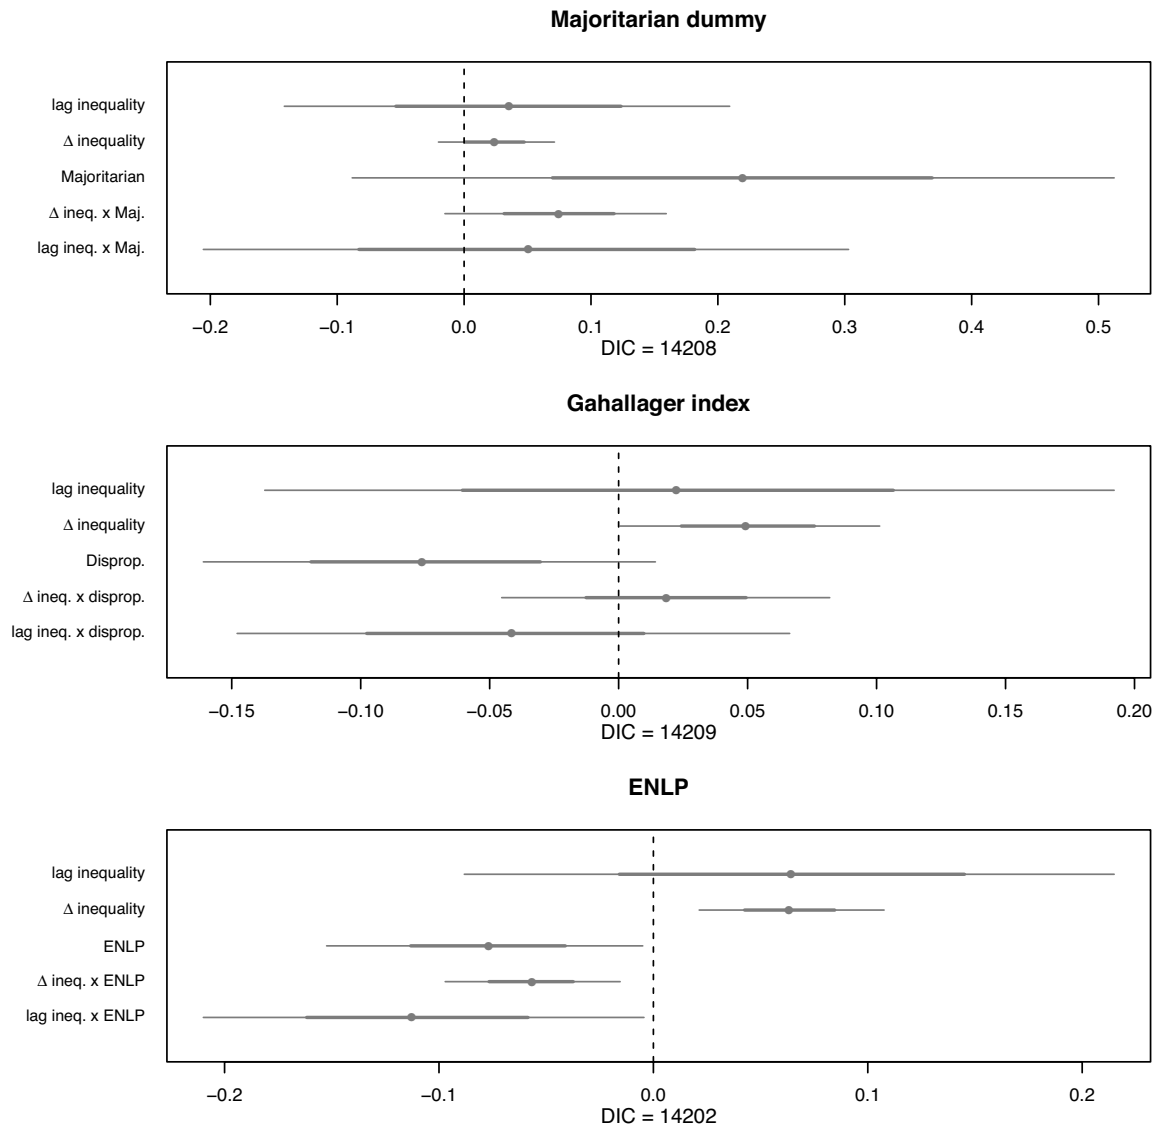 Majoritarian dummy
lag inequality
Δ inequality
Majoritarian
Δ ineq. x Maj.
lag ineq. x Maj.
−0.2 −0.1 0.0 0.1 0.2 0.3 0.4 0.5
DIC = 14208
Gahallager index
lag inequality
Δ inequality
Disprop.
Δ ineq. x disprop.
lag ineq. x disprop.
−0.15 −0.10 −0.05 0.00 0.05 0.10 0.15 0.20
DIC = 14209
ENLP
lag inequality
Δ inequality
ENLP
Δ ineq. x ENLP
lag ineq. x ENLP
−0.2 −0.1 0.0 0.1 0.2
DIC = 14202